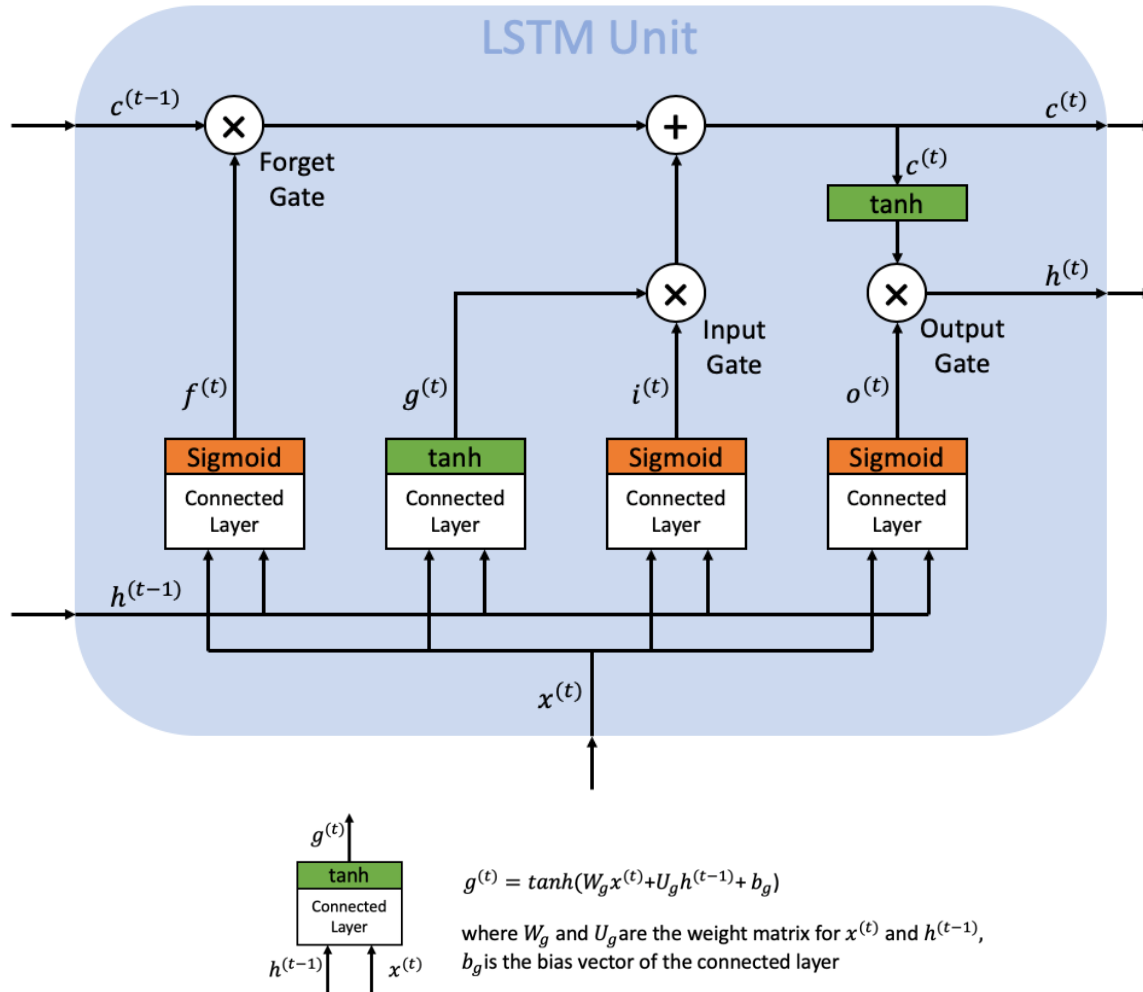 LSTM Unit
c^(t−1)
c^(t)
×
+
Forget
Gate
c^(t)
tanh
h^(t)
×
×
Input
Gate
Output
Gate
f^(t)
g^(t)
i^(t)
o^(t)
Sigmoid
tanh
Sigmoid
Sigmoid
Connected
Layer
Connected
Layer
Connected
Layer
Connected
Layer
h^(t−1)
x^(t)
g^(t)
tanh
Connected
Layer
h^(t−1)
x^(t)
g^(t) = tanh(W_g x^(t)+U_g h^(t−1)+ b_g)
where W_g and U_g are the weight matrix for x^(t) and h^(t−1),
b_g is the bias vector of the connected layer